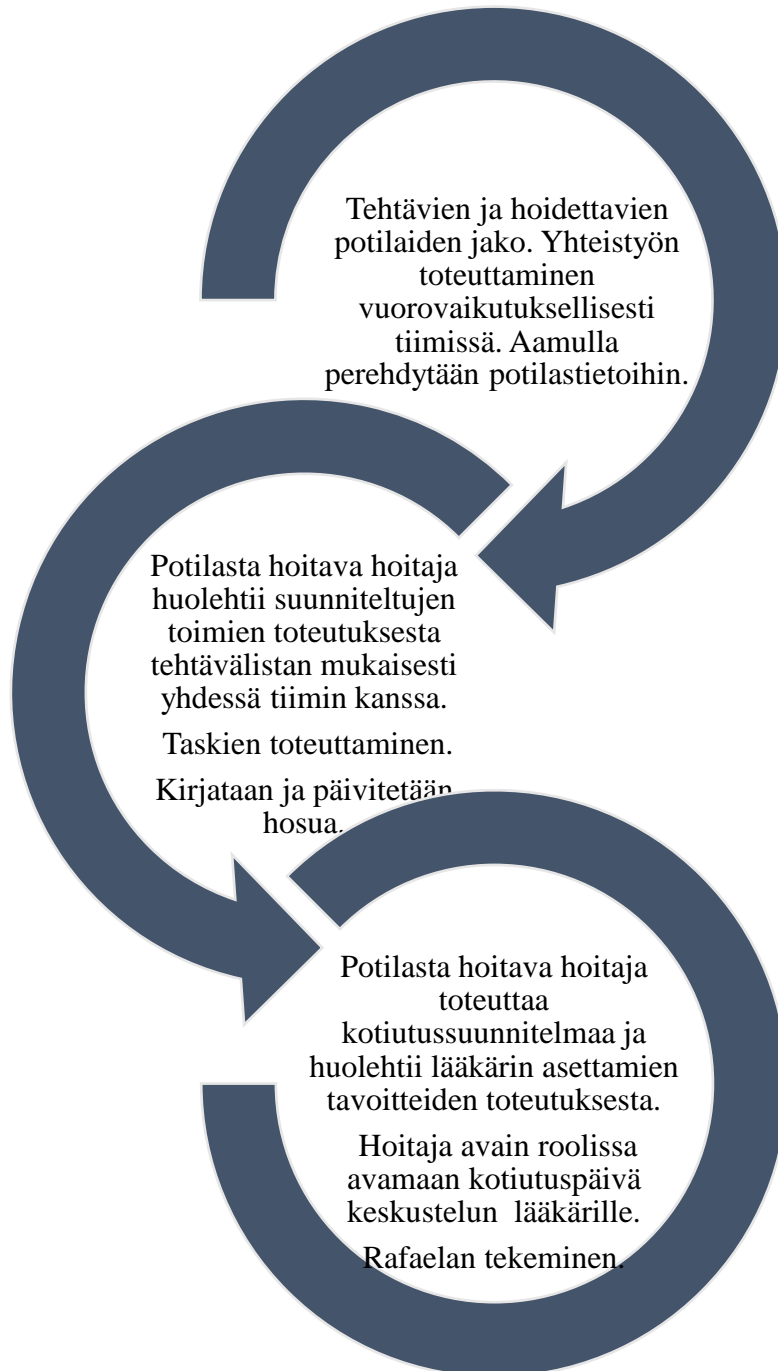 Tehtävien ja hoidettavien
potilaiden jako. Yhteistyön
toteuttaminen
vuorovaikutuksellisesti
tiimissä. Aamulla
perehdytään potilastietoihin.
Potilasta hoitava hoitaja
huolehtii suunniteltujen
toimien toteutuksesta
tehtävälistan mukaisesti
yhdessä tiimin kanssa.
Taskien toteuttaminen.
Kirjataan ja päivitetään
hosua.
Potilasta hoitava hoitaja
toteuttaa
kotiutussuunnitelmaa ja
huolehtii lääkärin asettamien
tavoitteiden toteutuksesta.
Hoitaja avain roolissa
avamaan kotiutuspäivä
keskustelun lääkärille.
Rafaelan tekeminen.